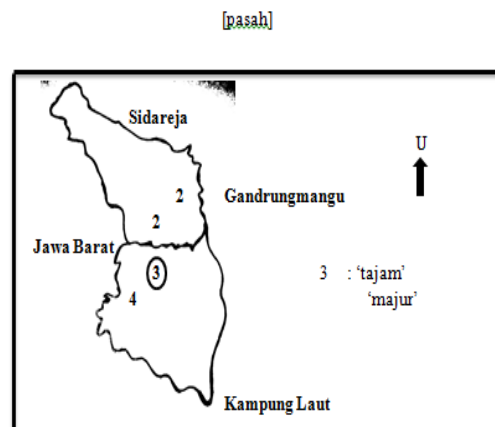 [pasah]
Sidareja
U
2
Gandrungmangu
2
Jawa Barat
3
3 : ‘tajam’
‘majur’
4
Kampung Laut